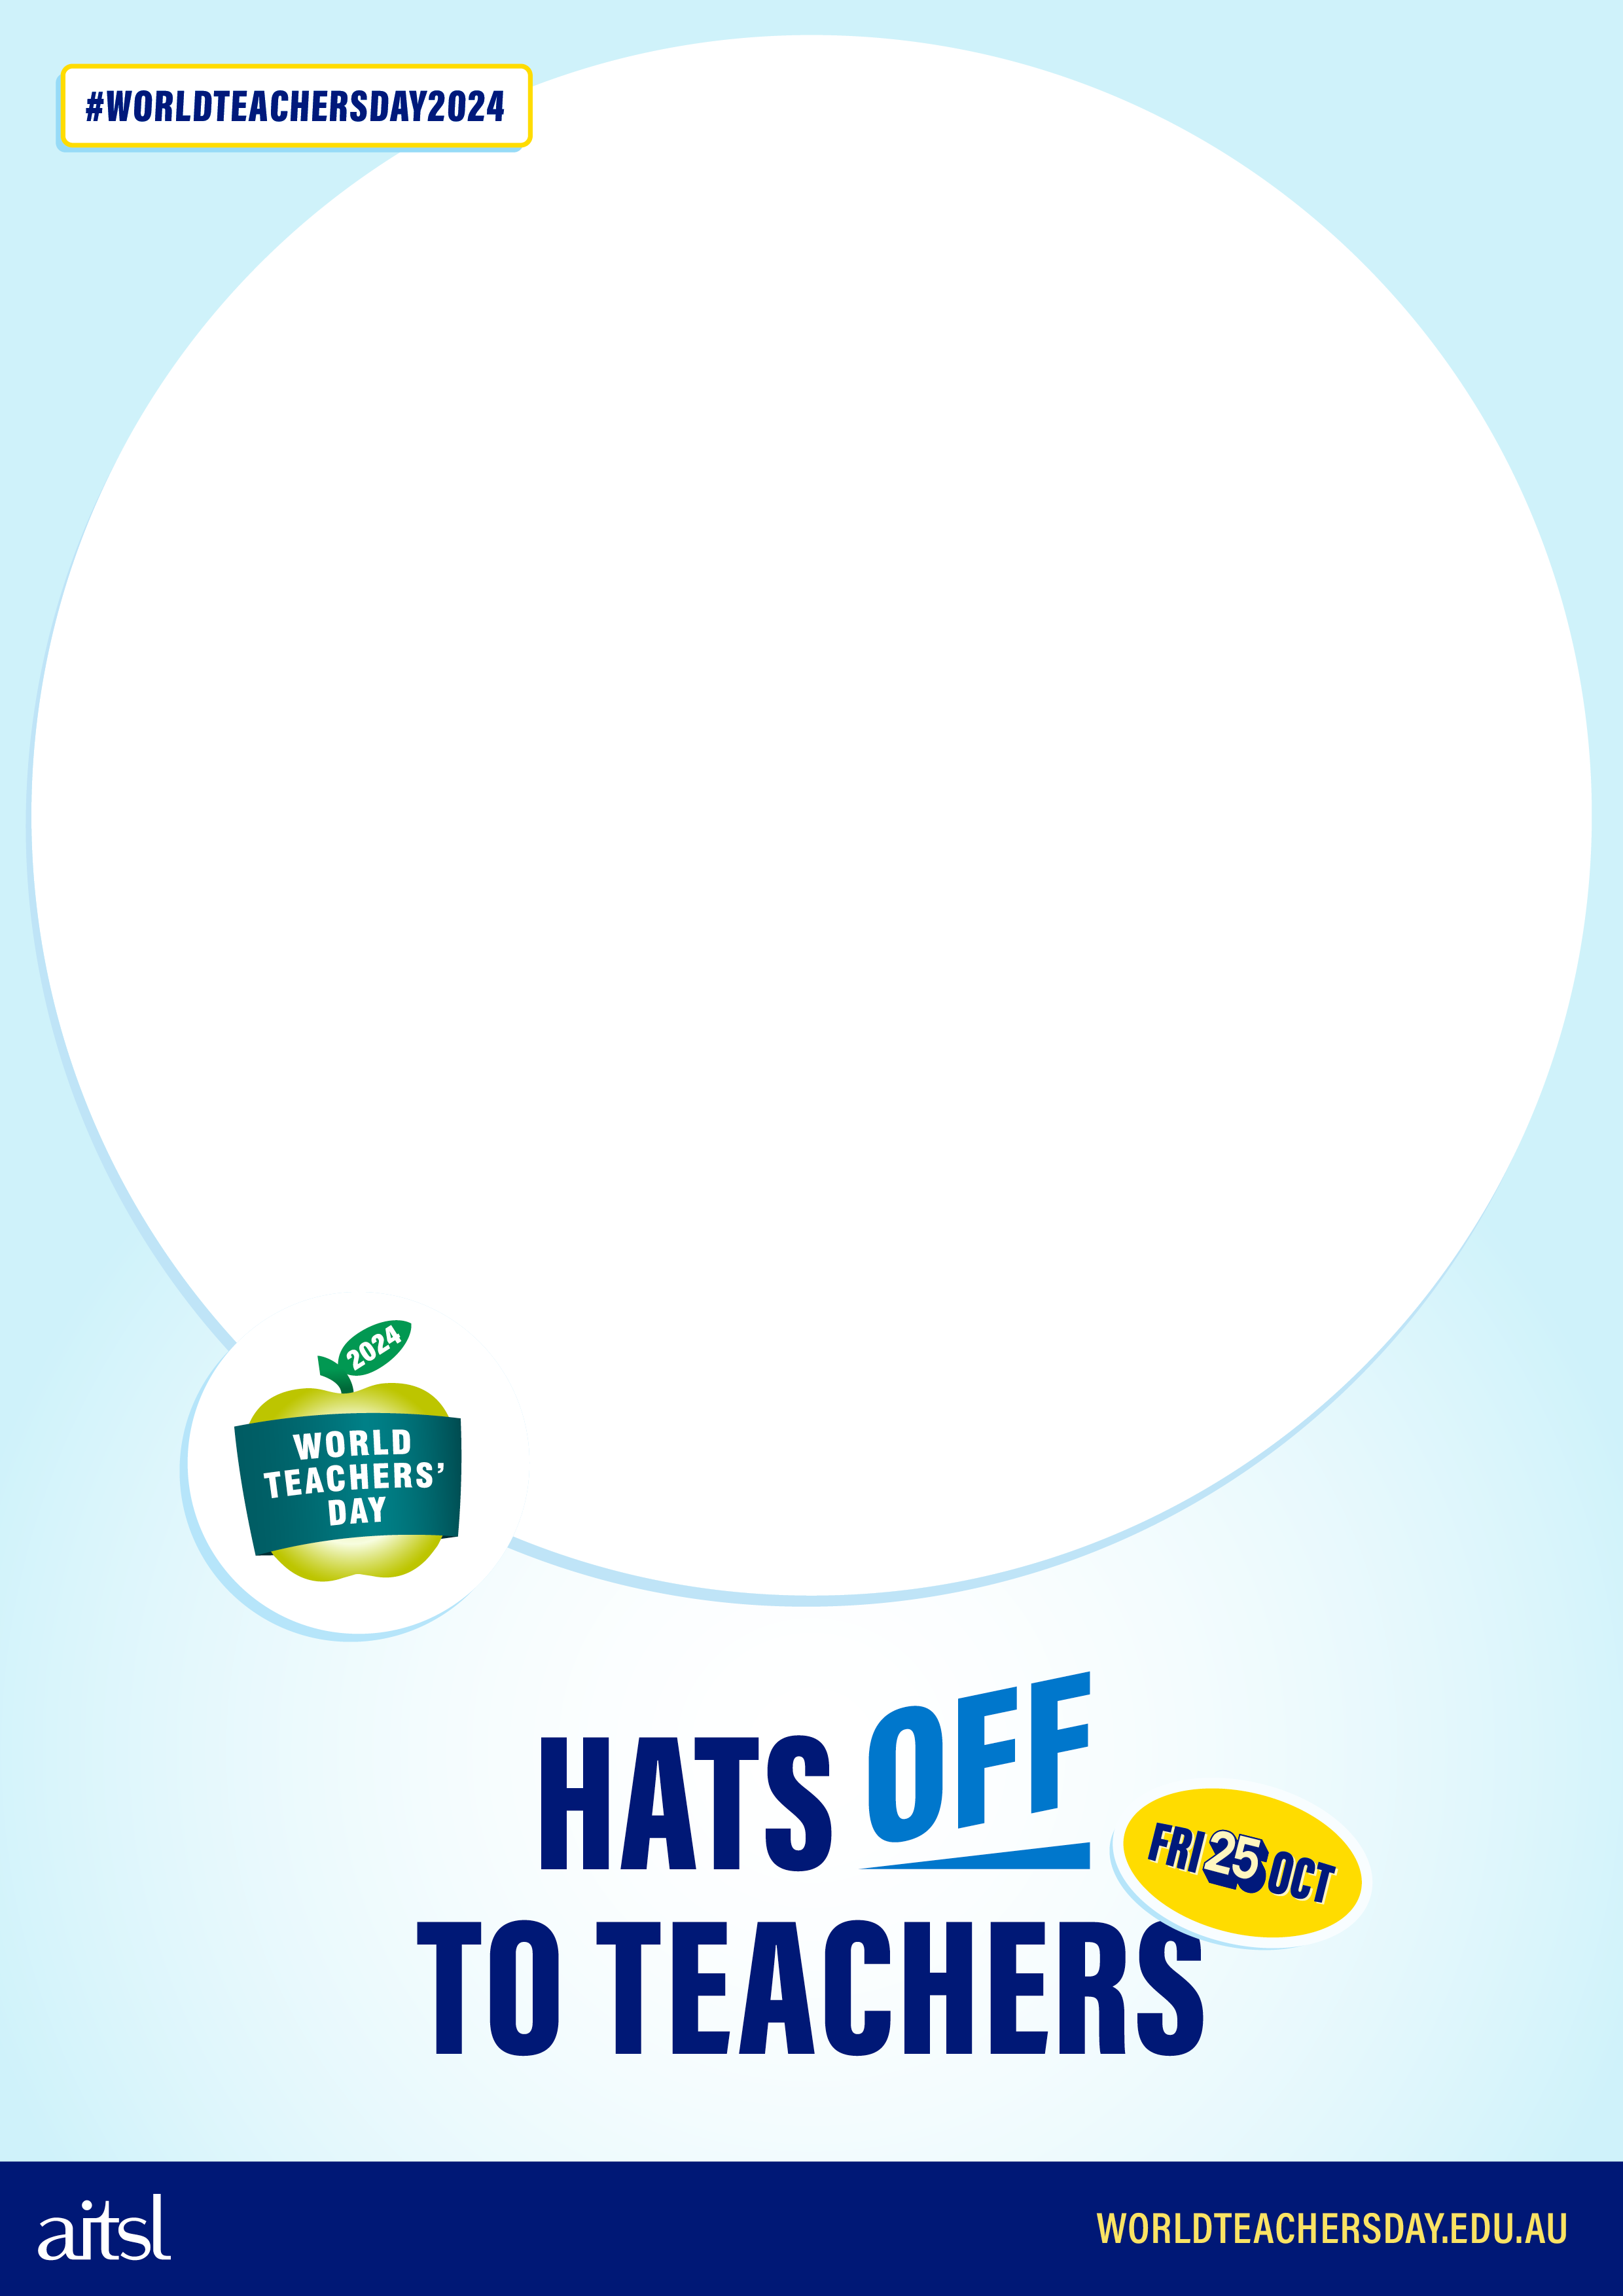 #WORLDTEACHERSDAY2024
2024
WORLD
TEACHERS’
DAY
HATS OFF
FRI 25 OCT
TO TEACHERS
aitsl
WORLDTEACHERSDAY.EDU.AU